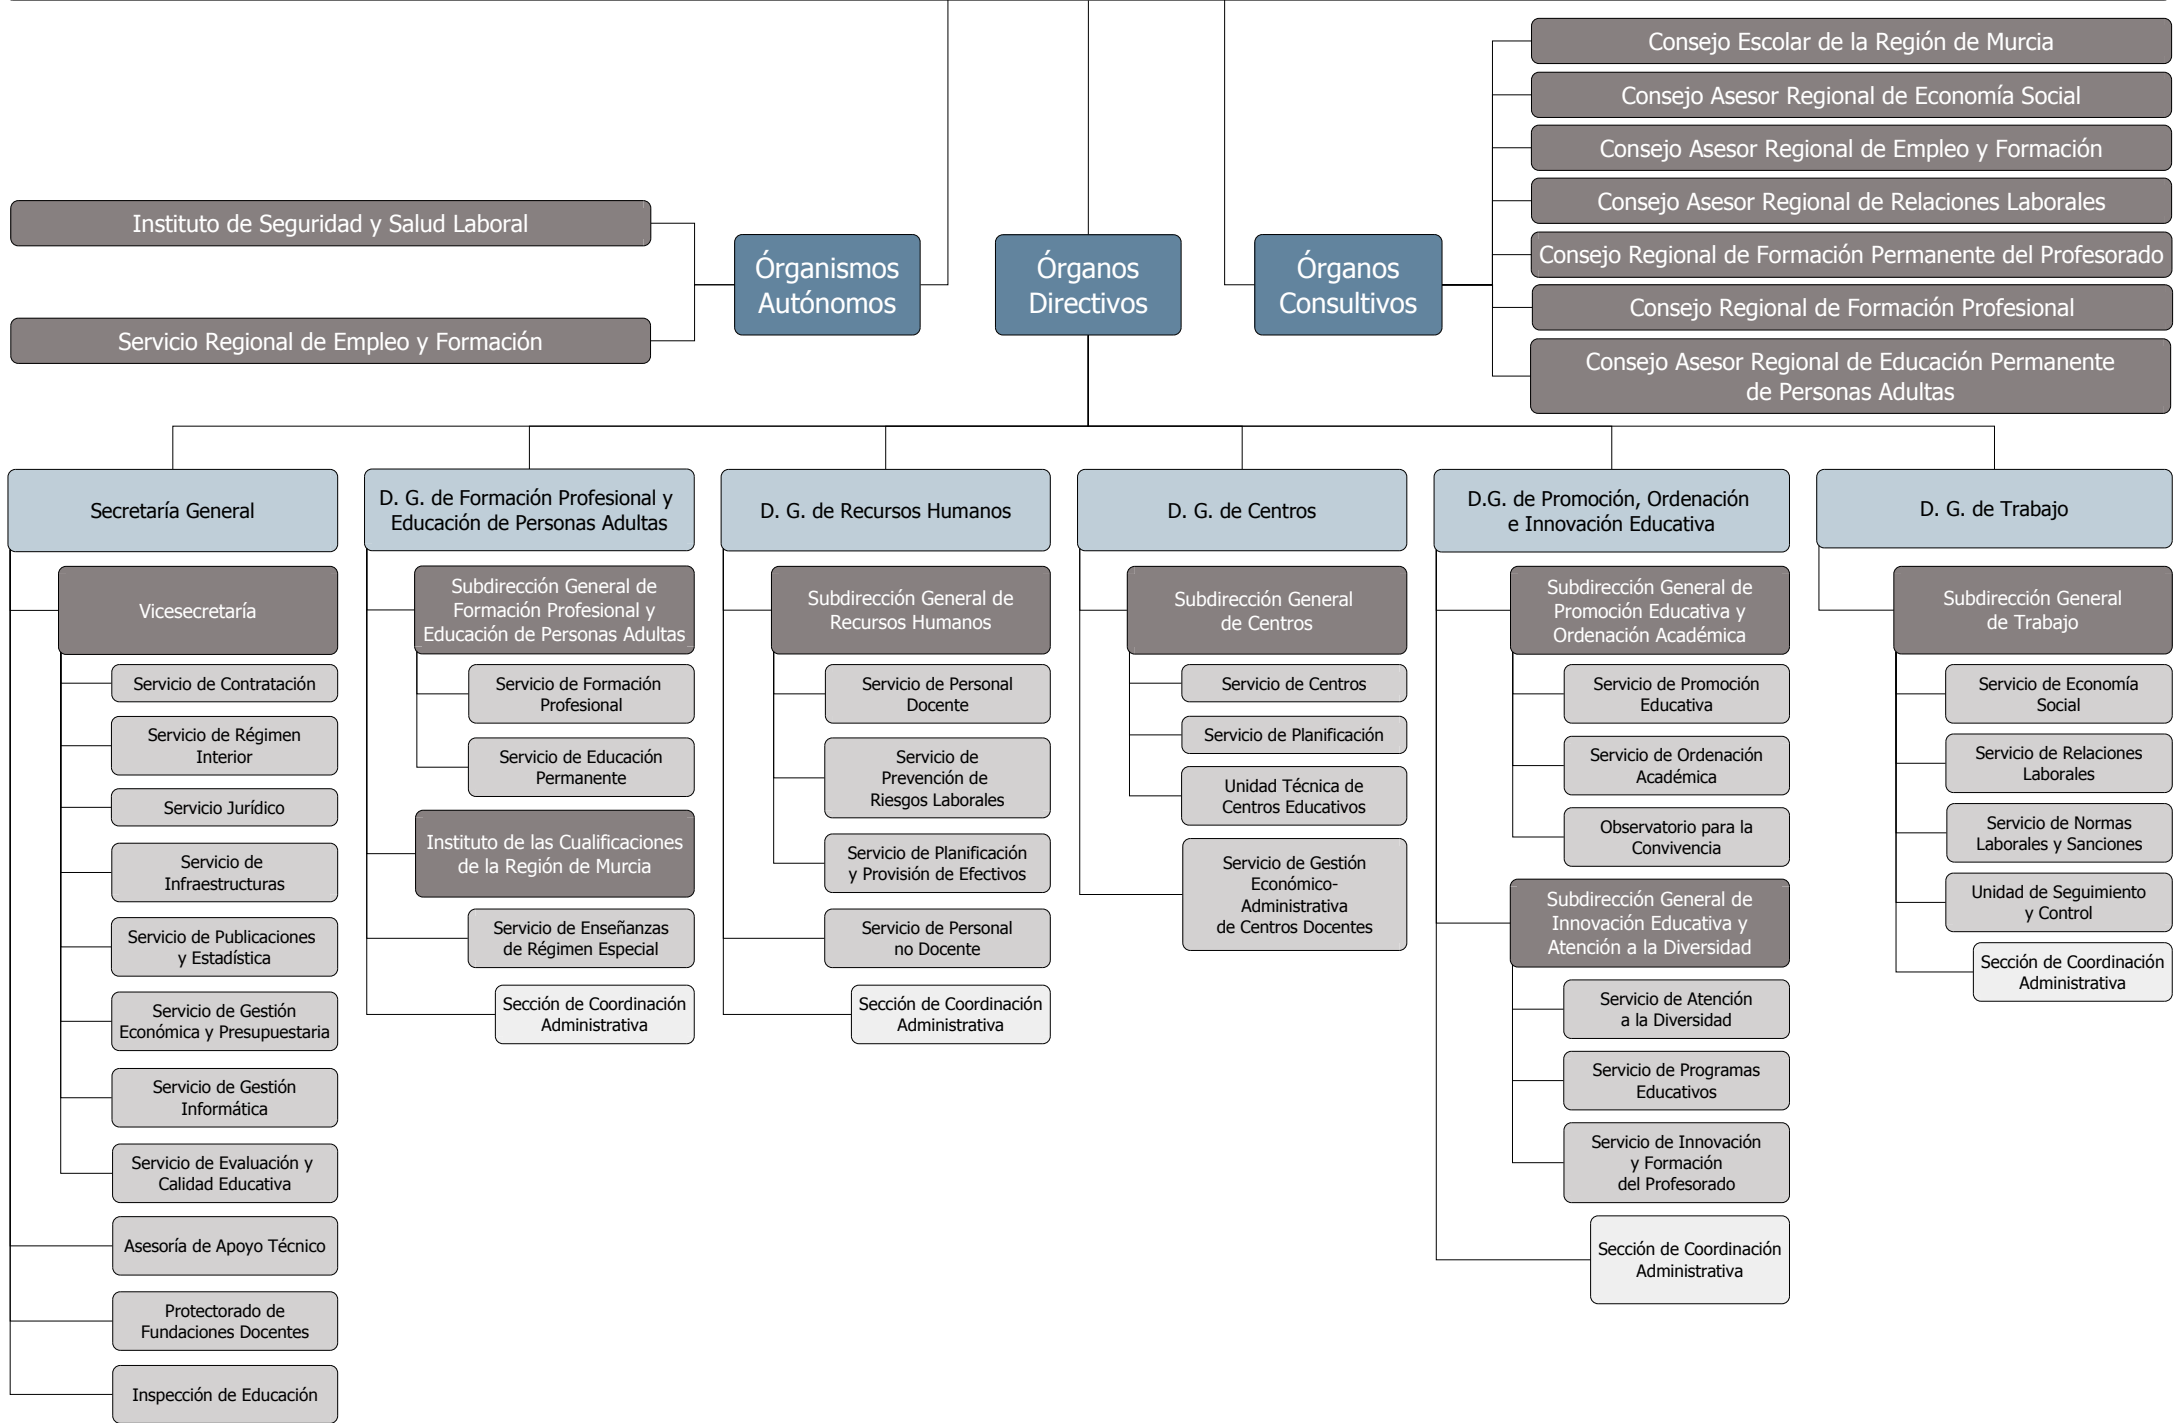 Consejo Escolar de la Región de Murcia
Consejo Asesor Regional de Economía Social
Consejo Asesor Regional de Empleo y Formación
Consejo Asesor Regional de Relaciones Laborales
Consejo Regional de Formación Permanente del Profesorado
Consejo Regional de Formación Profesional
Consejo Asesor Regional de Educación Permanente
de Personas Adultas
Instituto de Seguridad y Salud Laboral
Servicio Regional de Empleo y Formación
Órganismos
Autónomos
Órganos
Directivos
Órganos
Consultivos
Secretaría General
Vicesecretaría
Servicio de Contratación
Servicio de Régimen
Interior
Servicio Jurídico
Servicio de
Infraestructuras
Servicio de Publicaciones
y Estadística
Servicio de Gestión
Económica y Presupuestaria
Servicio de Gestión
Informática
Servicio de Evaluación y
Calidad Educativa
Asesoría de Apoyo Técnico
Protectorado de
Fundaciones Docentes
Inspección de Educación
D. G. de Formación Profesional y
Educación de Personas Adultas
Subdirección General de
Formación Profesional y
Educación de Personas Adultas
Servicio de Formación
Profesional
Servicio de Educación
Permanente
Instituto de las Cualificaciones
de la Región de Murcia
Servicio de Enseñanzas
de Régimen Especial
Sección de Coordinación
Administrativa
D. G. de Recursos Humanos
Subdirección General de
Recursos Humanos
Servicio de Personal
Docente
Servicio de
Prevención de
Riesgos Laborales
Servicio de Planificación
y Provisión de Efectivos
Servicio de Personal
no Docente
Sección de Coordinación
Administrativa
D. G. de Centros
Subdirección General
de Centros
Servicio de Centros
Servicio de Planificación
Unidad Técnica de
Centros Educativos
Servicio de Gestión
Económico-
Administrativa
de Centros Docentes
D.G. de Promoción, Ordenación
e Innovación Educativa
Subdirección General de
Promoción Educativa y
Ordenación Académica
Servicio de Promoción
Educativa
Servicio de Ordenación
Académica
Observatorio para la
Convivencia
Subdirección General de
Innovación Educativa y
Atención a la Diversidad
Servicio de Atención
a la Diversidad
Servicio de Programas
Educativos
Servicio de Innovación
y Formación
del Profesorado
Sección de Coordinación
Administrativa
D. G. de Trabajo
Subdirección General
de Trabajo
Servicio de Economía
Social
Servicio de Relaciones
Laborales
Servicio de Normas
Laborales y Sanciones
Unidad de Seguimiento
y Control
Sección de Coordinación
Administrativa